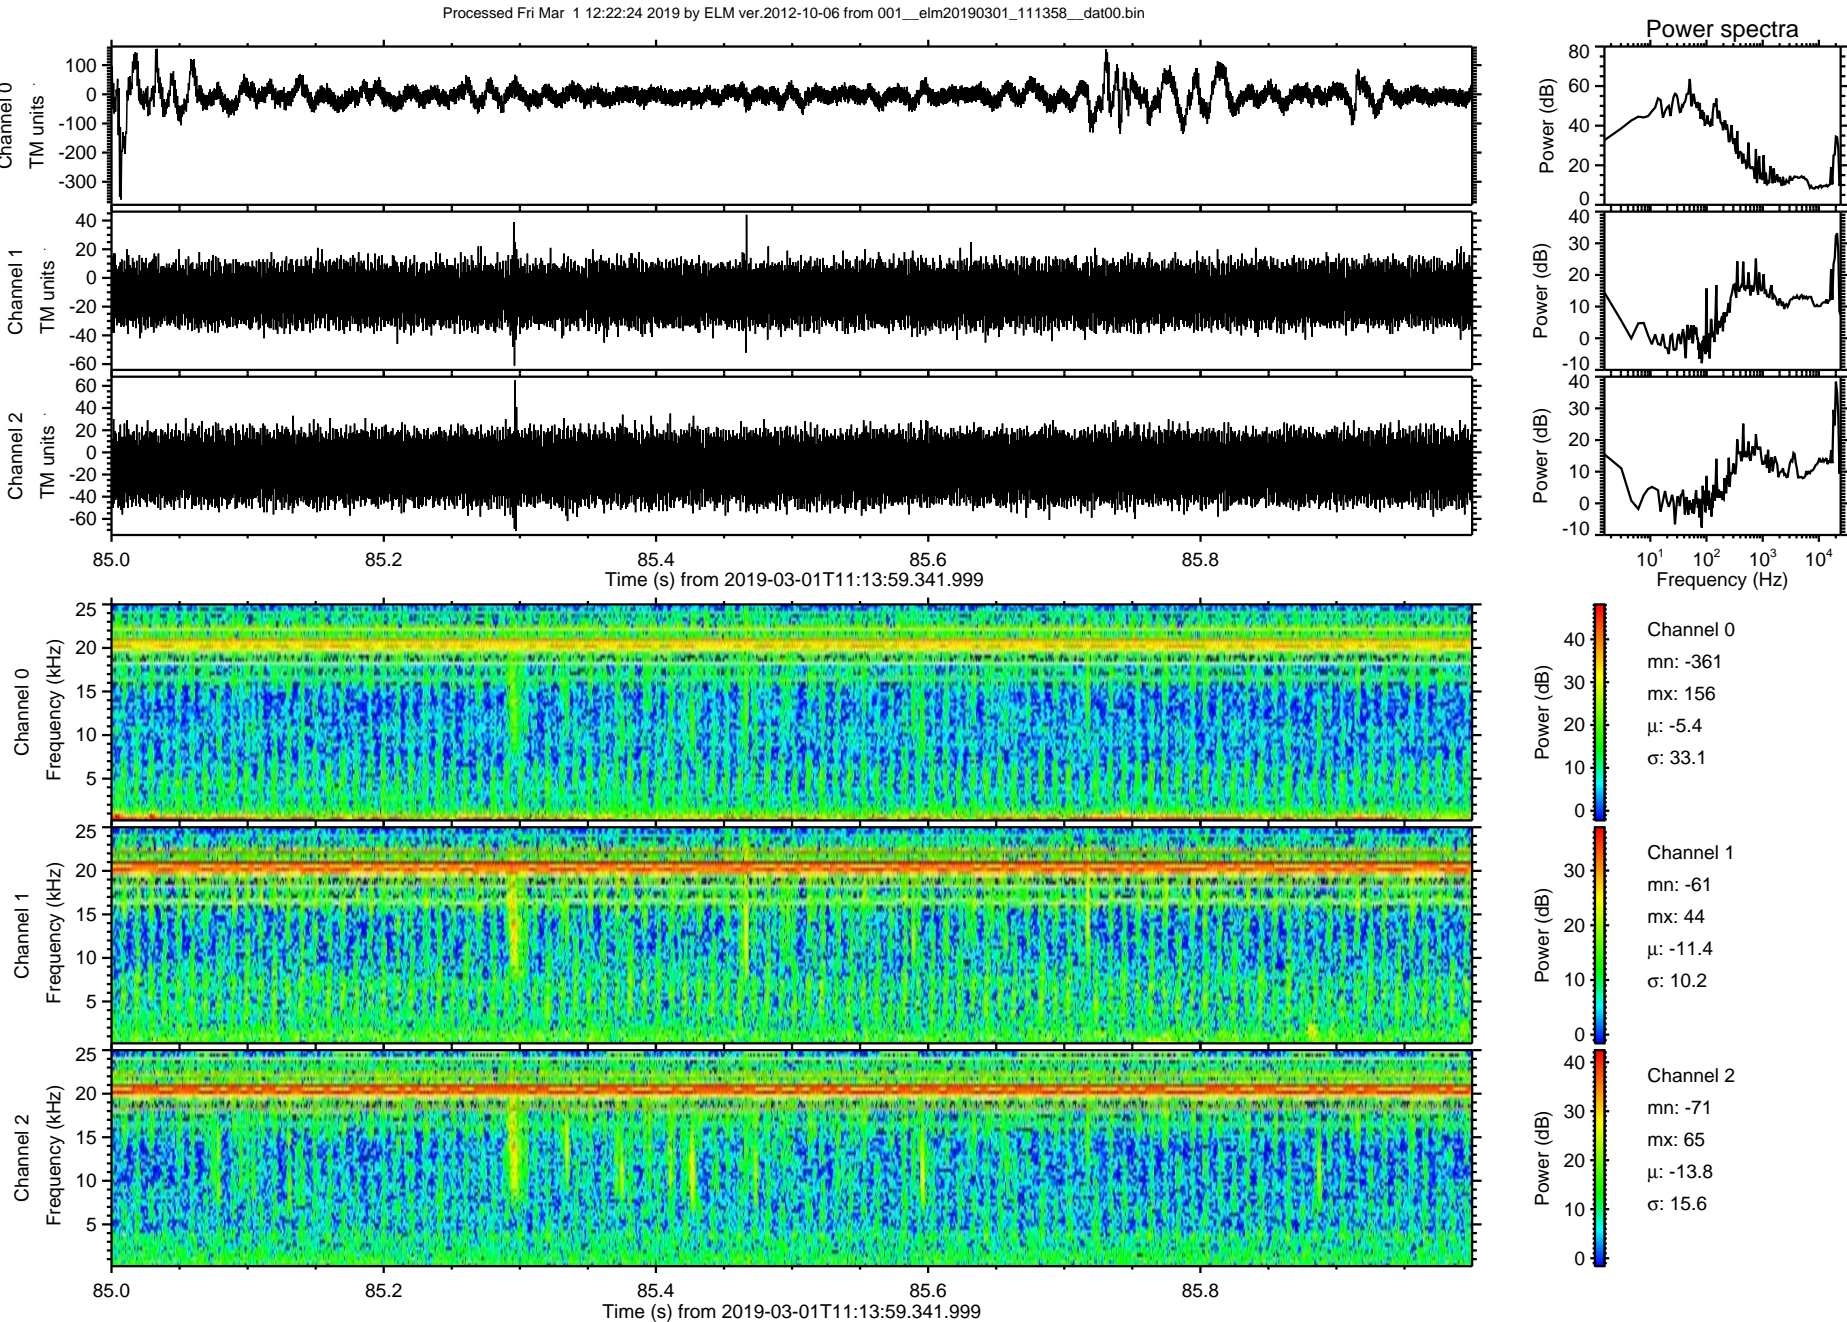 Processed Fri Mar  1 12:22:24 2019 by ELM ver.2012-10-06 from 001__elm20190301_111358__dat00.bin
Power spectra
Channel 0
TM units
100
0
-100
-200
-300
Power (dB)
80
60
40
20
0
Channel 1
TM units
40
20
0
-20
-40
-60
Power (dB)
40
30
20
10
0
-10
Channel 2
TM units
60
40
20
0
-20
-40
-60
Power (dB)
40
30
20
10
0
-10
85.0 85.2 85.4 85.6 85.8
Time (s) from 2019-03-01T11:13:59.341.999
10¹ 10² 10³ 10⁴
Frequency (Hz)
Channel 0
Frequency (kHz)
25
20
15
10
5
Power (dB)
40
30
20
10
0
Channel 0
mn: -361
mx: 156
μ: -5.4
σ: 33.1
Channel 1
Frequency (kHz)
25
20
15
10
5
Power (dB)
30
20
10
0
Channel 1
mn: -61
mx: 44
μ: -11.4
σ: 10.2
Channel 2
Frequency (kHz)
25
20
15
10
5
Power (dB)
40
30
20
10
0
Channel 2
mn: -71
mx: 65
μ: -13.8
σ: 15.6
85.0 85.2 85.4 85.6 85.8
Time (s) from 2019-03-01T11:13:59.341.999